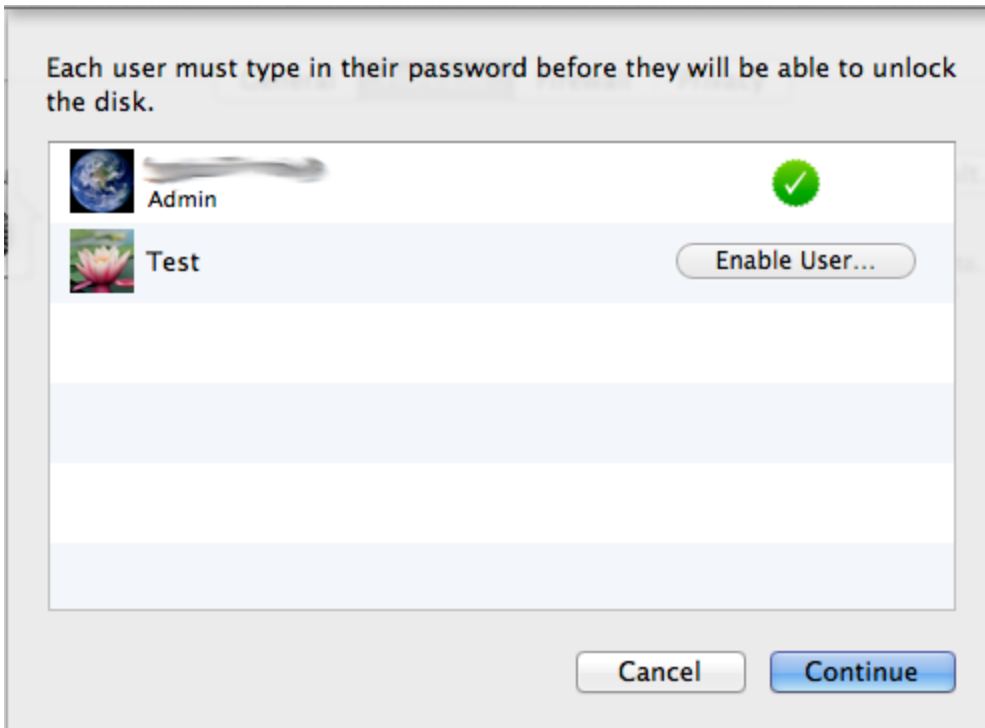 Each user must type in their password before they will be able to unlock
the disk.
Admin
Test
Enable User...
Cancel
Continue